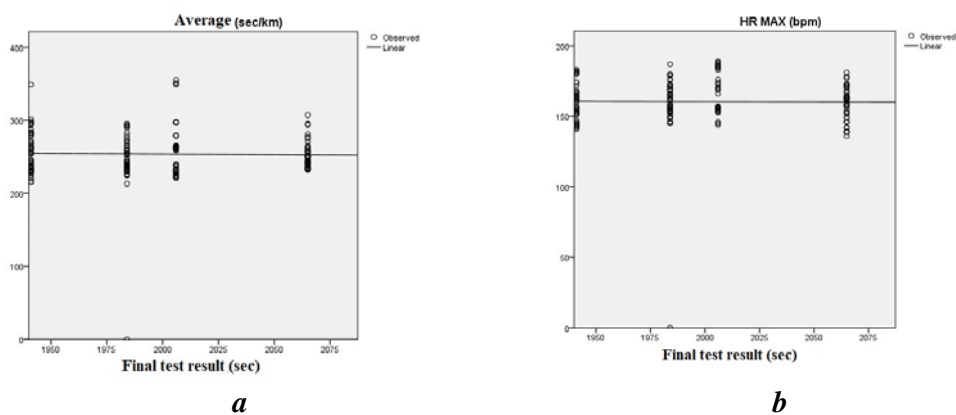 Average (sec/km)
400
300
200
100
0
1950 1975 2000 2025 2050 2075
Final test result (sec)
Observed
Linear
a
HR MAX (bpm)
200
150
100
50
0
1950 1975 2000 2025 2050 2075
Final test result (sec)
Observed
Linear
b